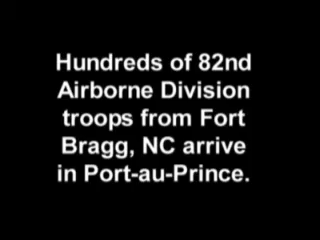 Hundreds of 82nd
Airborne Division
troops from Fort
Bragg, NC arrive
in Port-au-Prince.